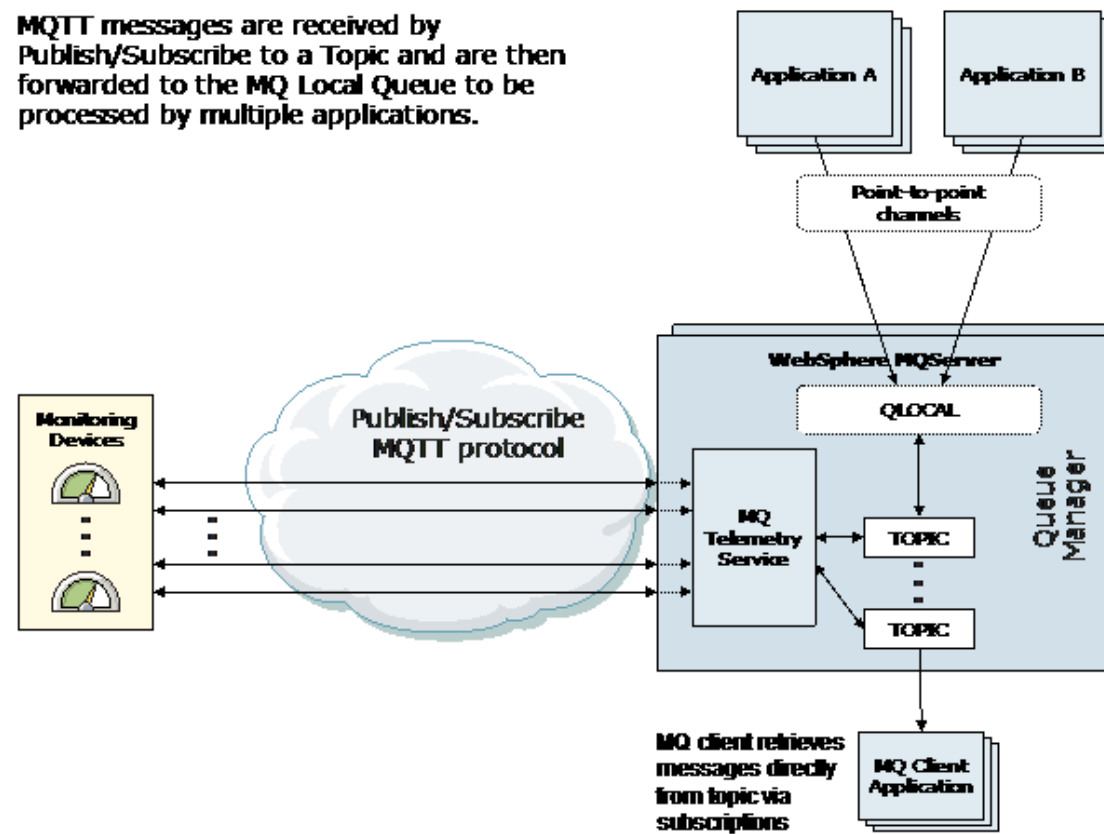 MQTT messages are received by
Publish/Subscribe to a Topic and are then
forwarded to the MQ Local Queue to be
processed by multiple applications.
Application A
Application B
Point-to-point
channels
WebSphere MQServer
QLOCAL
Monitoring
Devices
Publish/Subscribe
MQTT protocol
MQ
Telemetry
Service
TOPIC
TOPIC
Queue
Manager
MQ client retrieves
messages directly
from topic via
subscriptions
MQ Client
Application